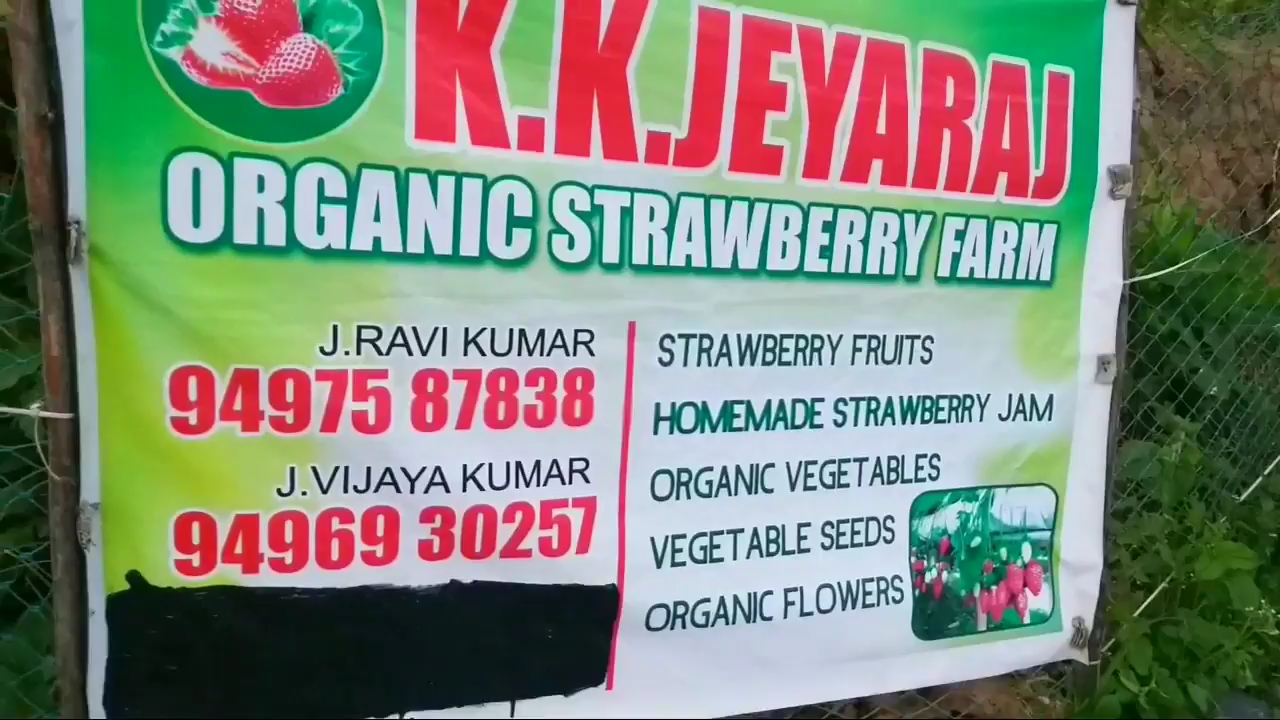 K.K.JEYARAJ
ORGANIC STRAWBERRY FARM
J.RAVI KUMAR
94975 87838
J.VIJAYA KUMAR
94969 30257
STRAWBERRY FRUITS
HOMEMADE STRAWBERRY JAM
ORGANIC VEGETABLES
VEGETABLE SEEDS
ORGANIC FLOWERS